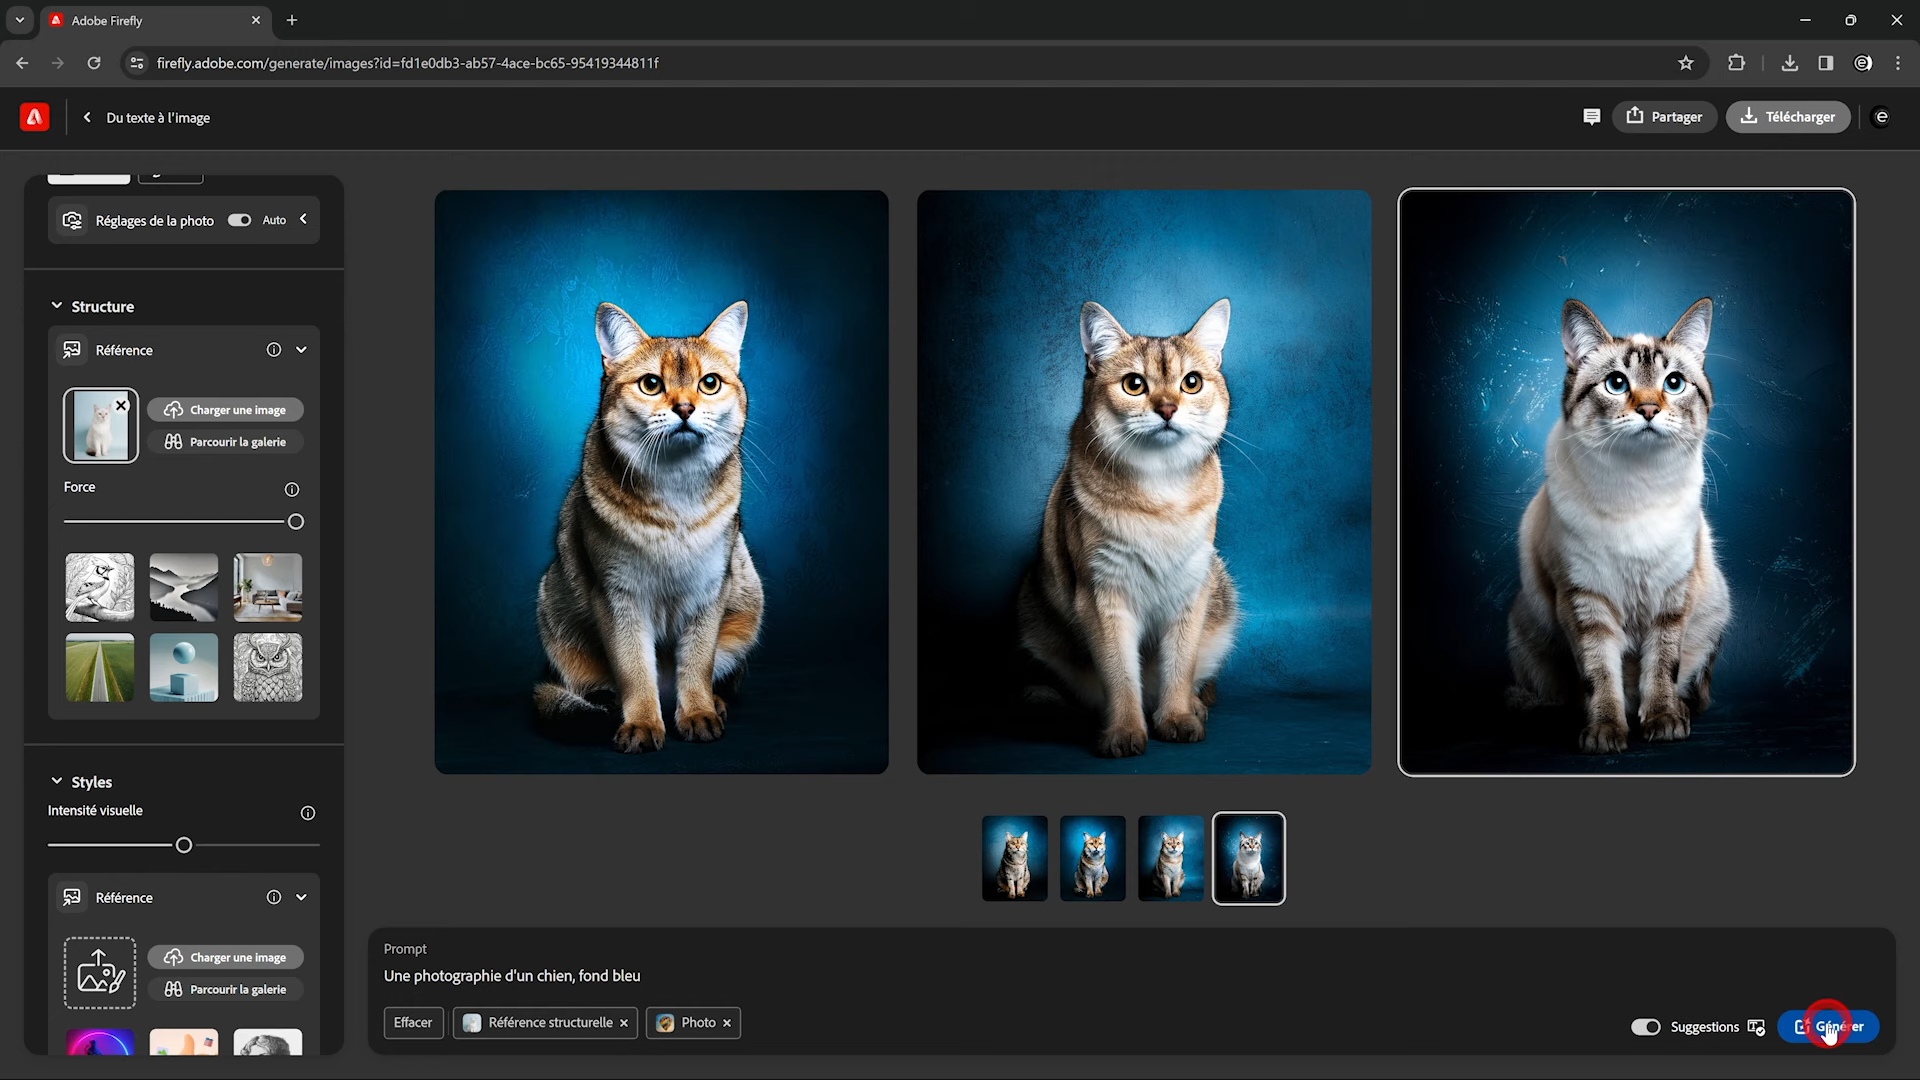 Adobe Firefly
firefly.adobe.com/generate/images?id=fd1e0db3-ab57-4ace-bc65-95419344811f
Du texte à l'image
Partager
Télécharger
Réglages de la photo
Auto
Structure
Référence
Charger une image
Parcourir la galerie
Force
Styles
Intensité visuelle
Référence
Charger une image
Parcourir la galerie
Prompt
Une photographie d'un chien, fond bleu
Effacer
Référence structurelle
Photo
Suggestions
Générer